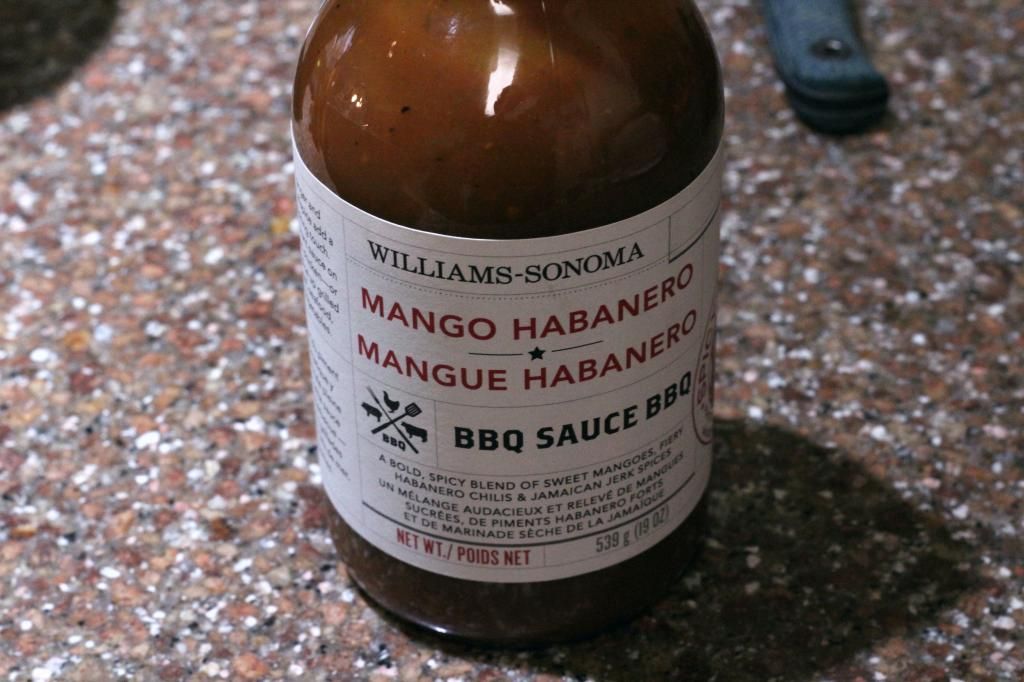 WILLIAMS-SONOMA
MANGO HABANERO
MANGUE HABANERO
BBQ
BBQ SAUCE BBQ
A BOLD, SPICY BLEND OF SWEET MANGOES, FIERY
HABANERO CHILIS & JAMAICAN JERK SPICES
UN MÉLANGE AUDACIEUX ET RELEVÉ DE MANGUES
SUCRÉES, DE PIMENTS HABANERO FORTS
ET DE MARINADE SÈCHE DE LA JAMAÏQUE
NET WT./ POIDS NET 539 g (19 OZ)